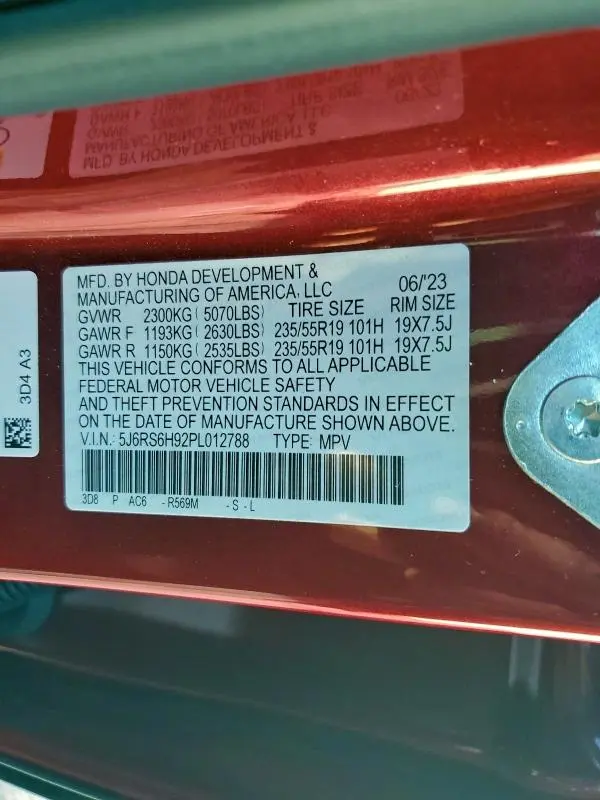 MFD. BY HONDA DEVELOPMENT &
MANUFACTURING OF AMERICA, LLC 06/'23
GVWR 2300KG ( 5070LBS) TIRE SIZE RIM SIZE
GAWR F 1193KG ( 2630LBS) 235/55R19 101H 19X7.5J
GAWR R 1150KG ( 2535LBS) 235/55R19 101H 19X7.5J
THIS VEHICLE CONFORMS TO ALL APPLICABLE
FEDERAL MOTOR VEHICLE SAFETY
AND THEFT PREVENTION STANDARDS IN EFFECT
ON THE DATE OF MANUFACTURE SHOWN ABOVE.
V.I.N.: 5J6RS6H92PL012788 TYPE: MPV
3D8 P AC6 -R569M -S -L
3D4 A3